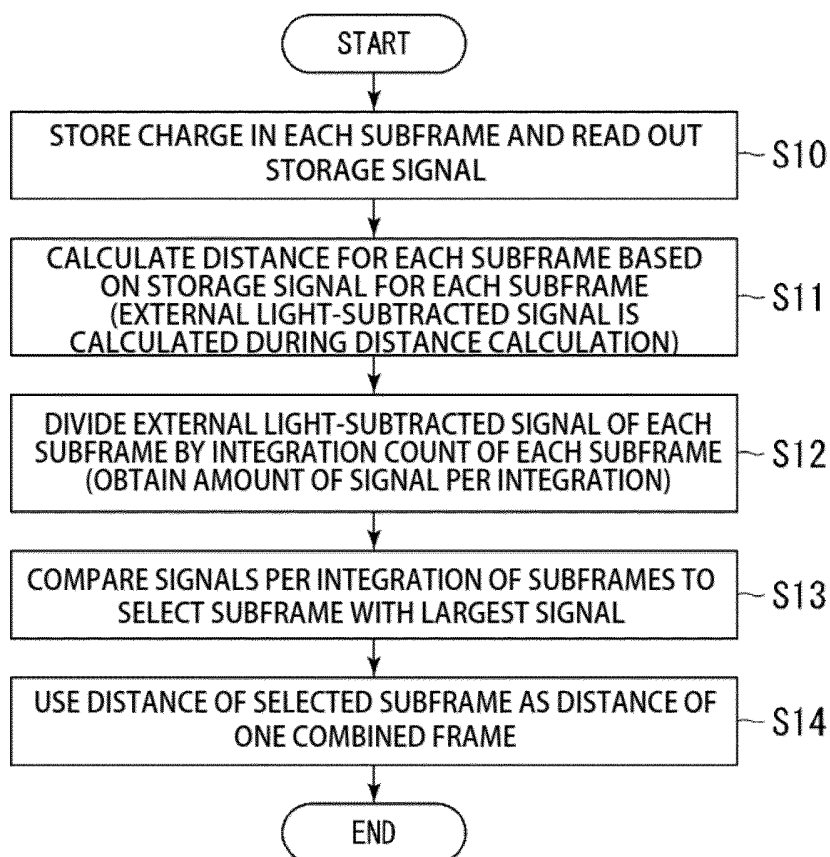 START
STORE CHARGE IN EACH SUBFRAME AND READ OUT
STORAGE SIGNAL
S10
CALCULATE DISTANCE FOR EACH SUBFRAME BASED
ON STORAGE SIGNAL FOR EACH SUBFRAME
(EXTERNAL LIGHT-SUBTRACTED SIGNAL IS
CALCULATED DURING DISTANCE CALCULATION)
S11
DIVIDE EXTERNAL LIGHT-SUBTRACTED SIGNAL OF EACH
SUBFRAME BY INTEGRATION COUNT OF EACH SUBFRAME
(OBTAIN AMOUNT OF SIGNAL PER INTEGRATION)
S12
COMPARE SIGNALS PER INTEGRATION OF SUBFRAMES TO
SELECT SUBFRAME WITH LARGEST SIGNAL
S13
USE DISTANCE OF SELECTED SUBFRAME AS DISTANCE OF
ONE COMBINED FRAME
S14
END